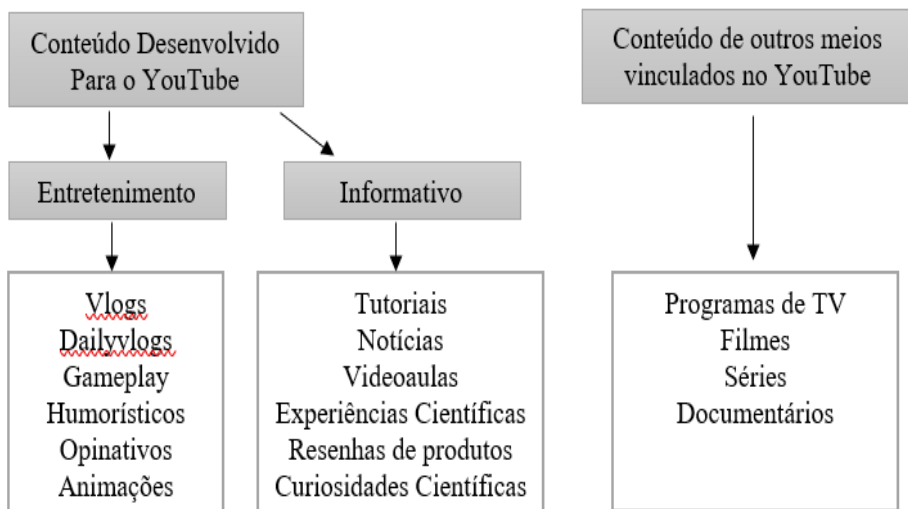 Conteúdo Desenvolvido
Para o YouTube
Conteúdo de outros meios
vinculados no YouTube
Entretenimento
Informativo
Vlogs
Dailyvlogs
Gameplay
Humorísticos
Opinativos
Animações
Tutoriais
Notícias
Videoaulas
Experiências Científicas
Resenhas de produtos
Curiosidades Científicas
Programas de TV
Filmes
Séries
Documentários